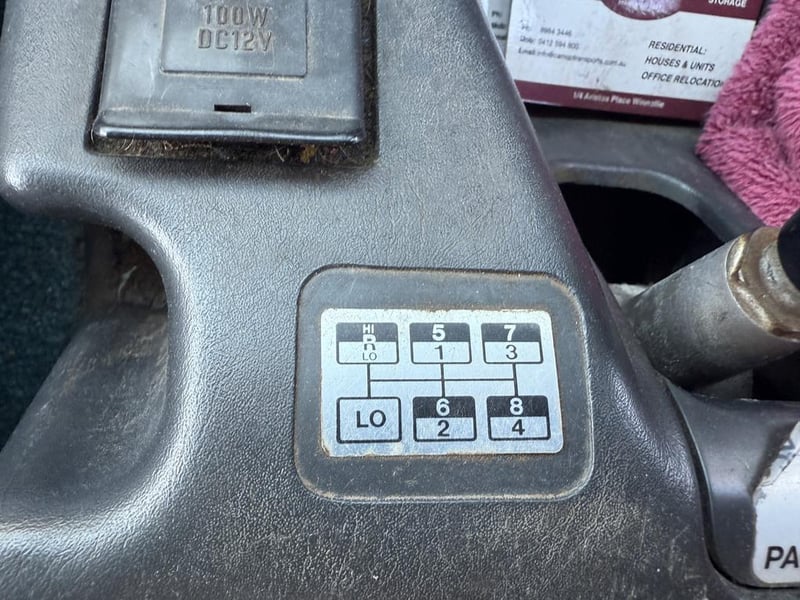 100W
DC12V
STORAGE
RESIDENTIAL:
HOUSES & UNITS
OFFICE RELOCATION
HI 5 7
R 1 3
LO
LO 6 8
2 4
PA